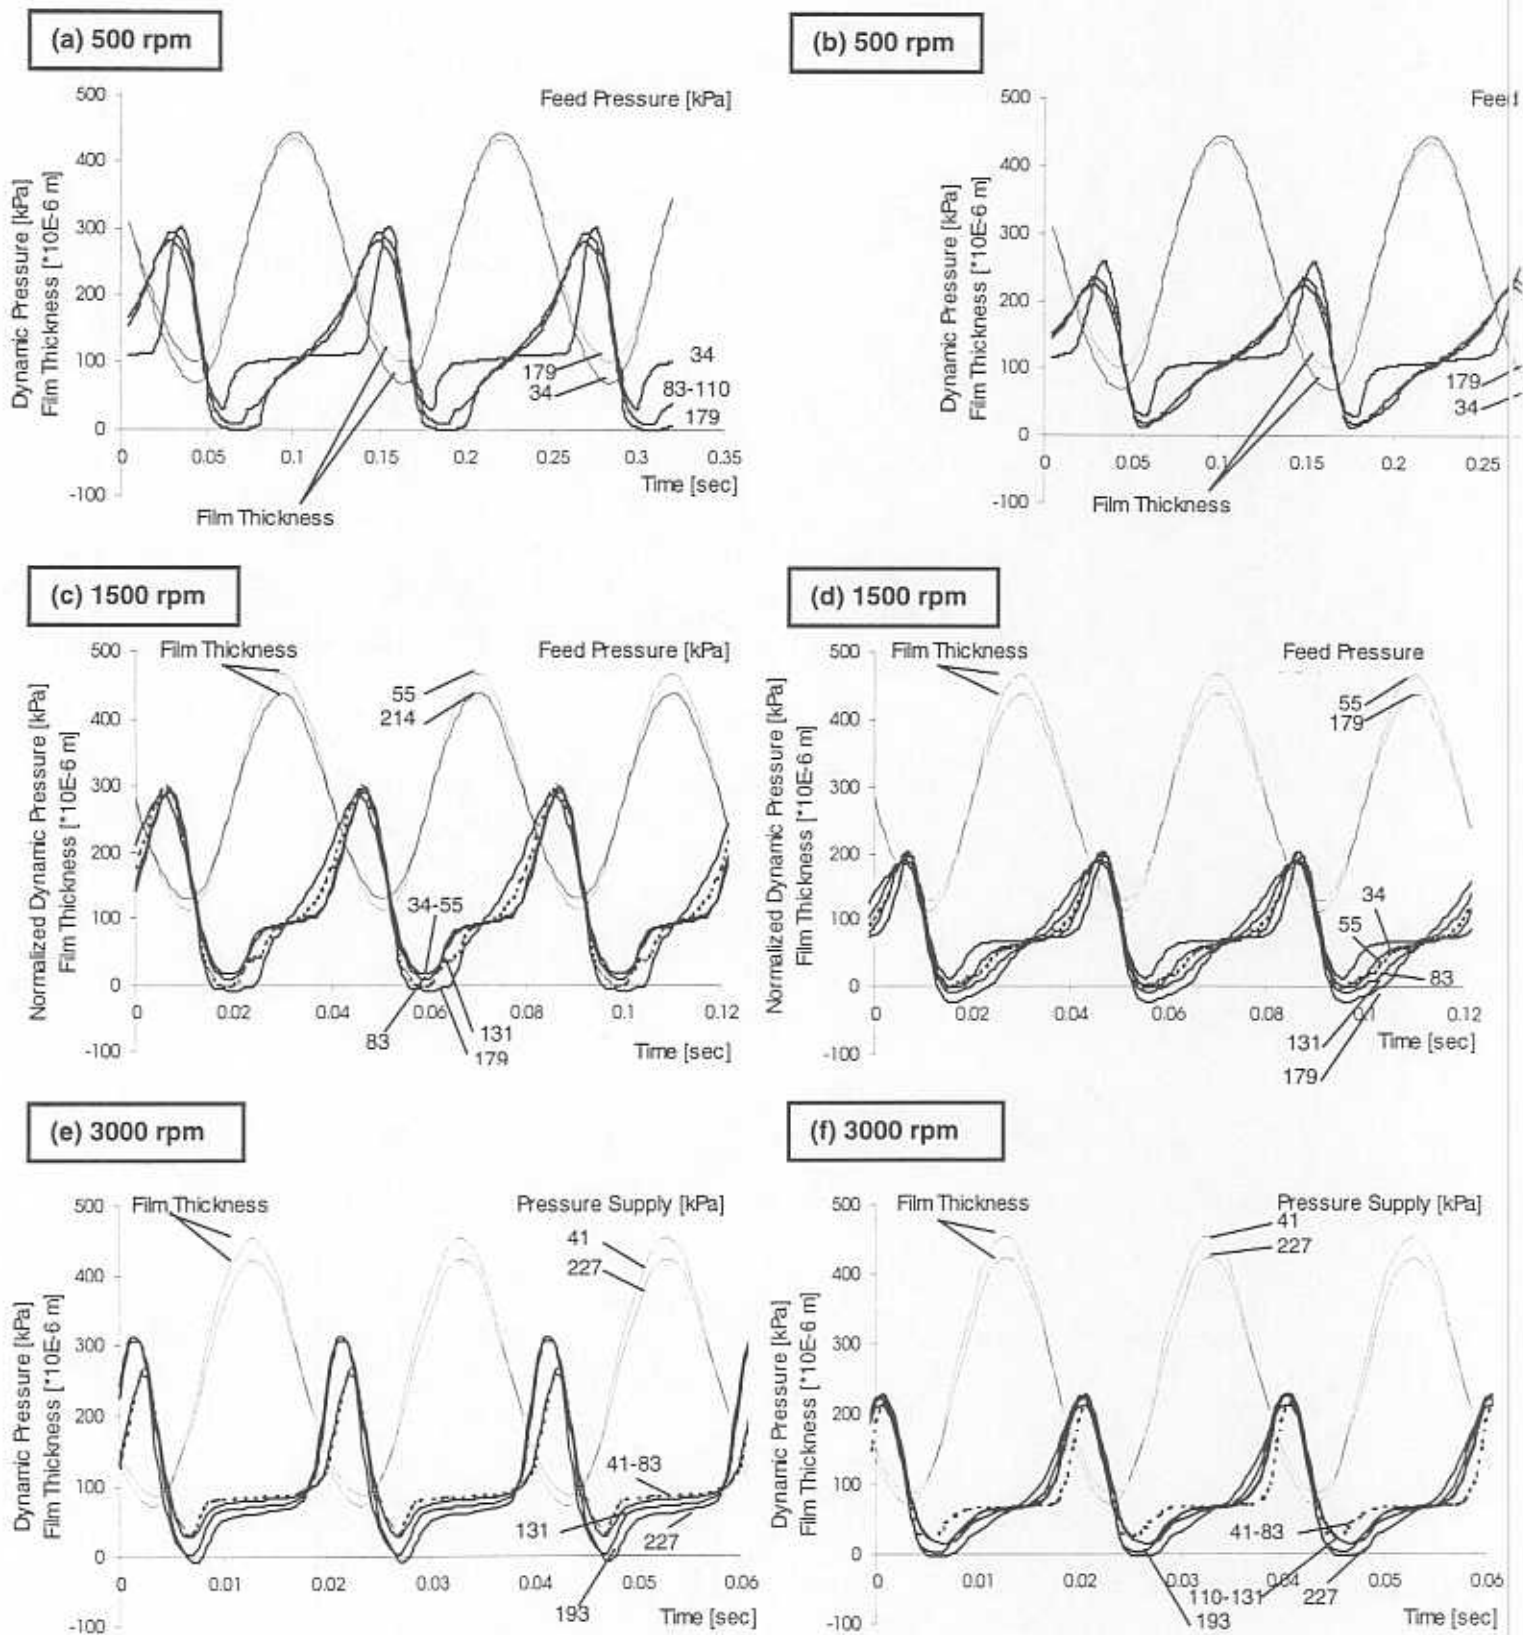 (a) 500 rpm
500
400
300
200
100
0
-100
Dynamic Pressure [kPa]
Film Thickness [*10E-6 m]
Feed Pressure [kPa]
179
34
34
83-110
179
0 0.05 0.1 0.15 0.2 0.25 0.3 0.35
Time [sec]
Film Thickness
(b) 500 rpm
500
400
300
200
100
0
-100
Dynamic Pressure [kPa]
Film Thickness [*10E-6 m]
Feed
179
34
0 0.05 0.1 0.15 0.2 0.25
Film Thickness
(c) 1500 rpm
500
400
300
200
100
0
-100
Normalized Dynamic Pressure [kPa]
Film Thickness [*10E-6 m]
Film Thickness
Feed Pressure [kPa]
55
214
34-55
0 0.02 0.04 0.06 0.08 0.1 0.12
83
131
179
Time [sec]
(d) 1500 rpm
500
400
300
200
100
0
-100
Normalized Dynamic Pressure [kPa]
Film Thickness [*10E-6 m]
Film Thickness
Feed Pressure
55
179
34
55
83
0 0.02 0.04 0.06 0.08 0.1 0.12
131
179
Time [sec]
(e) 3000 rpm
500
400
300
200
100
0
-100
Dynamic Pressure [kPa]
Film Thickness [*10E-6 m]
Film Thickness
Pressure Supply [kPa]
41
227
41-83
131
227
0 0.01 0.02 0.03 0.04 0.05 0.06
193
Time [sec]
(f) 3000 rpm
500
400
300
200
100
0
-100
Dynamic Pressure [kPa]
Film Thickness [*10E-6 m]
Film Thickness
Pressure Supply [kPa]
41
227
41-83
0 0.01 0.02 0.03 0.04 0.05 0.06
110-131
227
193
Time [sec]